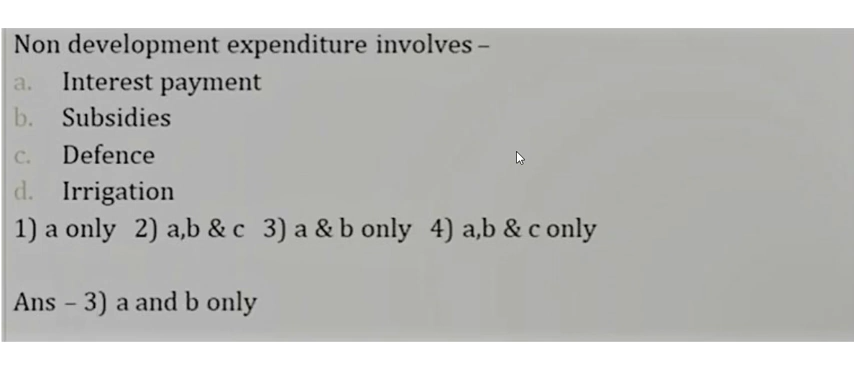 Non development expenditure involves –
a. Interest payment
b. Subsidies
c. Defence
d. Irrigation
1) a only 2) a,b & c 3) a & b only 4) a,b & c only
Ans – 3) a and b only